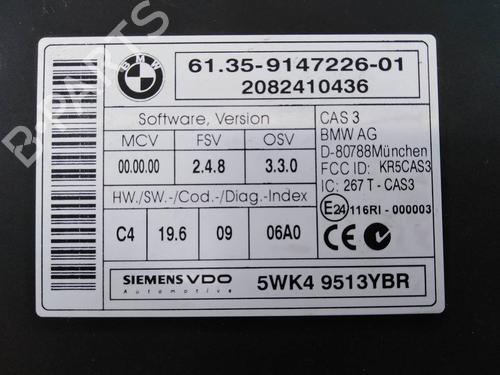 BMW
61.35-9147226-01
2082410436
Software, Version
MCV FSV OSV
00.00.00 2.4.8 3.3.0
HW./SW.-/Cod.-/Diag.-Index
C4 19.6 09 06A0
CAS 3
BMW AG
D-80788München
FCC ID: KR5CAS3
IC: 267 T - CAS3
E24 116RI - 000003
CE
SIEMENS VDO
Automotive
5WK4 9513YBR
B-PARTS